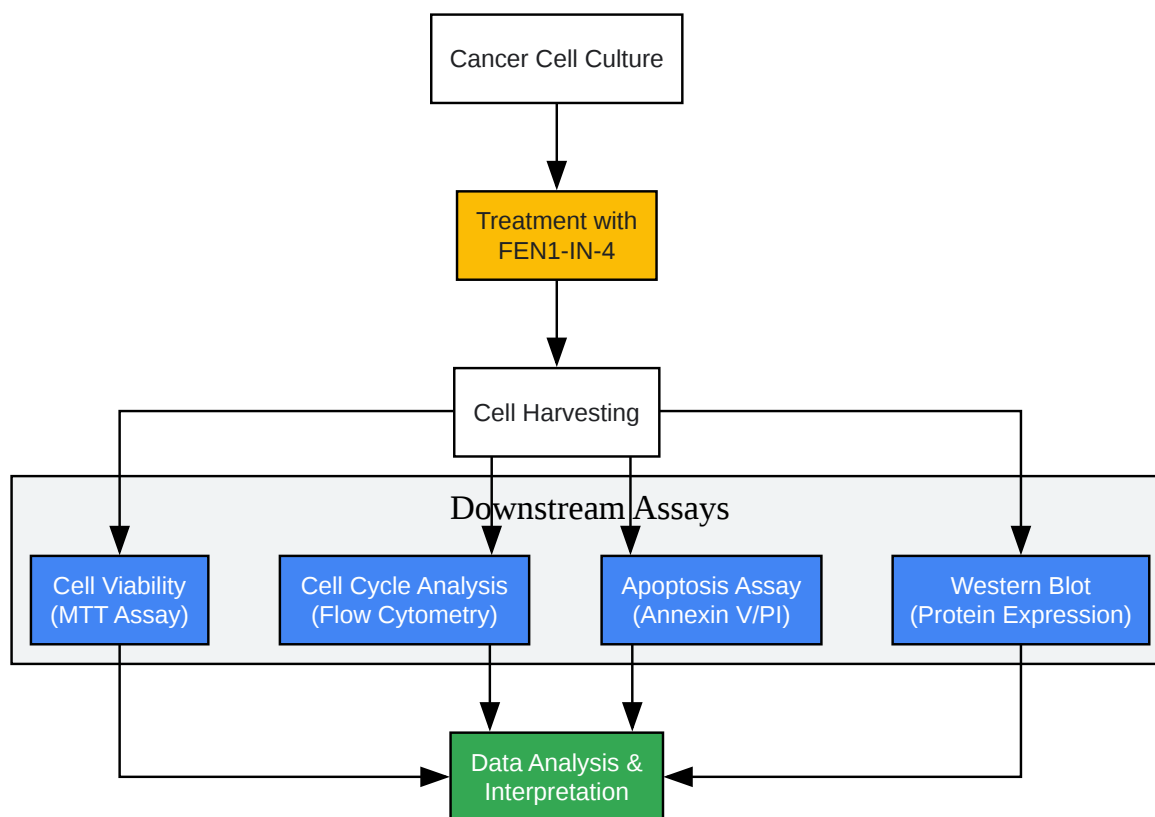 Cancer Cell Culture
Treatment with
FEN1-IN-4
Cell Harvesting
Downstream Assays
Cell Viability
(MTT Assay)
Cell Cycle Analysis
(Flow Cytometry)
Apoptosis Assay
(Annexin V/PI)
Western Blot
(Protein Expression)
Data Analysis &
Interpretation